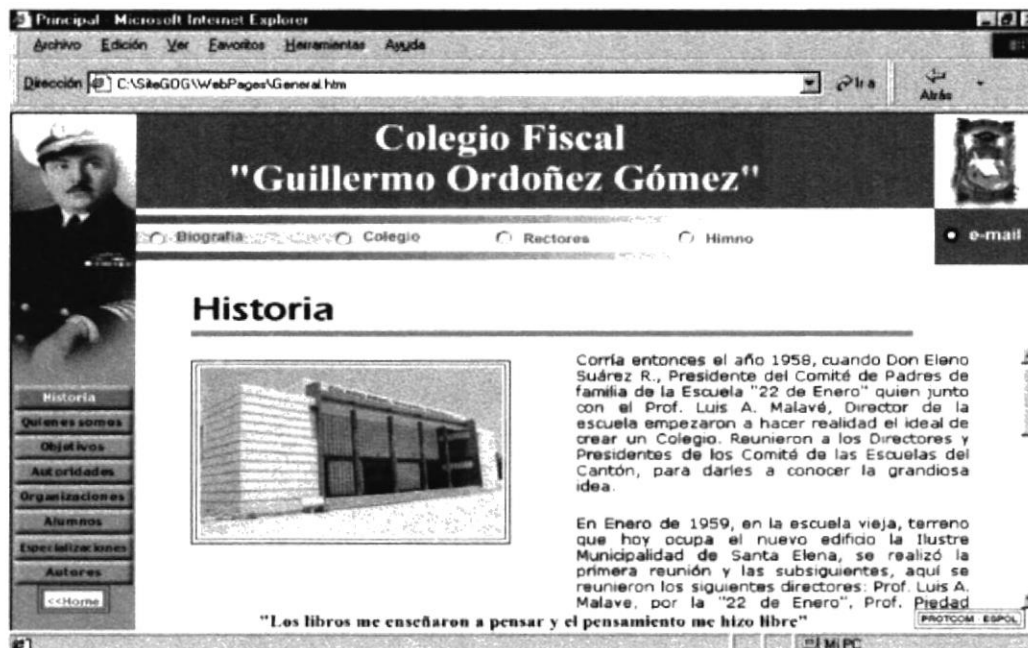 Principal - Microsoft Internet Explorer
Archivo Edición Ver Favoritos Herramientas Ayuda
Dirección C:\SiteGOG\WebPages\General.htm Ir a Atrás
Colegio Fiscal
"Guillermo Ordoñez Gómez"
Biografia Colegio Rectores Himno e-mail
Historia
Corría entonces el año 1958, cuando Don Eleno
Suárez R., Presidente del Comité de Padres de
familia de la Escuela "22 de Enero" quien junto
con el Prof. Luis A. Malavé, Director de la
escuela empezaron a hacer realidad el ideal de
crear un Colegio. Reunieron a los Directores y
Presidentes de los Comité de las Escuelas del
Cantón, para darles a conocer la grandiosa
idea.
En Enero de 1959, en la escuela vieja, terreno
que hoy ocupa el nuevo edificio la Ilustre
Municipalidad de Santa Elena, se realizó la
primera reunión y las subsiguientes, aquí se
reunieron los siguientes directores: Prof. Luis A.
Malave, por la "22 de Enero", Prof. Piedad
Historia
Quienes somos
Objetivos
Autoridades
Organizaciones
Alumnos
Especializaciones
Autores
<<Home
"Los libros me enseñaron a pensar y el pensamiento me hizo libre"
PROTCOM ESPOL
Mi PC